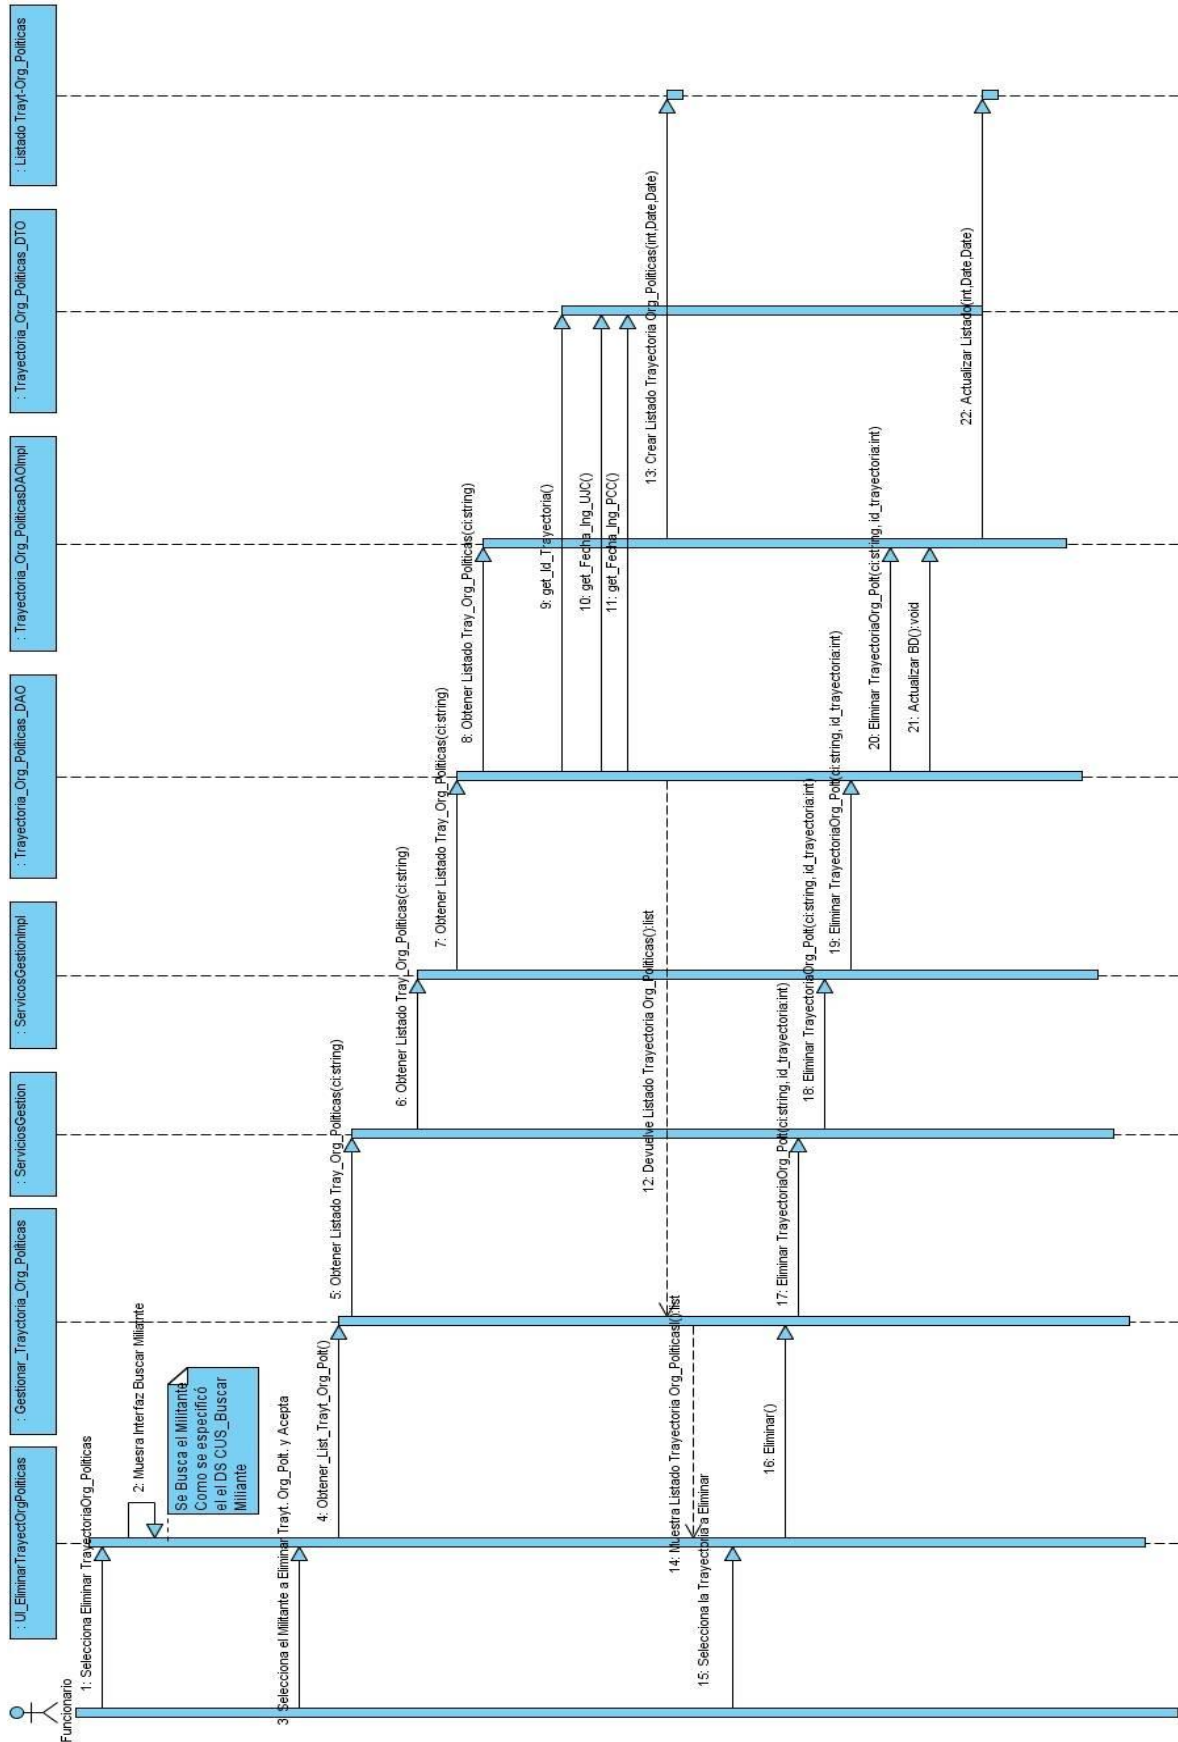 Funcionario
: UI_EliminarTrayectOrgPoliticas
: Gestionar_Trayctoria_Org_Politicas
: ServiciosGestion
: ServicosGestionImpl
: Trayectoria_Org_Politicas_DAO
: Trayectoria_Org_PoliticasDAOImpl
: Trayectoria_Org_Politicas_DTO
: Listado Trayt-Org_Politicas
1: Selecciona Eliminar TrayectoriaOrg_Politicas
2: Muesra Interfaz Buscar Miliatnte
Se Busca el Militante
Como se especificó
el el DS CUS_Buscar
Miliante
3: Selecciona el Militante a Eliminar Trayt. Org_Polt. y Acepta
4: Obtener_List_Trayt_Org_Polt()
5: Obtener Listado Tray_Org_Politicas(ci:string)
6: Obtener Listado Tray_Org_Politicas(ci:string)
7: Obtener Listado Tray_Org_Politicas(ci:string)
8: Obtener Listado Tray_Org_Politicas(ci:string)
9: get_Id_Trayectoria()
10: get_Fecha_Ing_UJC()
11: get_Fecha_Ing_PCC()
12: Devuelve Listado Trayectoria Org_Politicas():list
13: Crear Listado Trayectoria Org_Politicas(int,Date,Date)
14: Muestra Listado Trayectoria Org_Politicasl():list
15: Selecciona la Trayectoria a Eliminar
16: Eliminar()
17: Eliminar TrayectoriaOrg_Polt(ci:string, id_trayectoria:int)
18: Eliminar TrayectoriaOrg_Polt(ci:string, id_trayectoria:int)
19: Eliminar TrayectoriaOrg_Polt(ci:string, id_trayectoria:int)
20: Eliminar TrayectoriaOrg_Polt(ci:string, id_trayectoria:int)
21: Actualizar BD():void
22: Actualizar Listado(int,Date,Date)